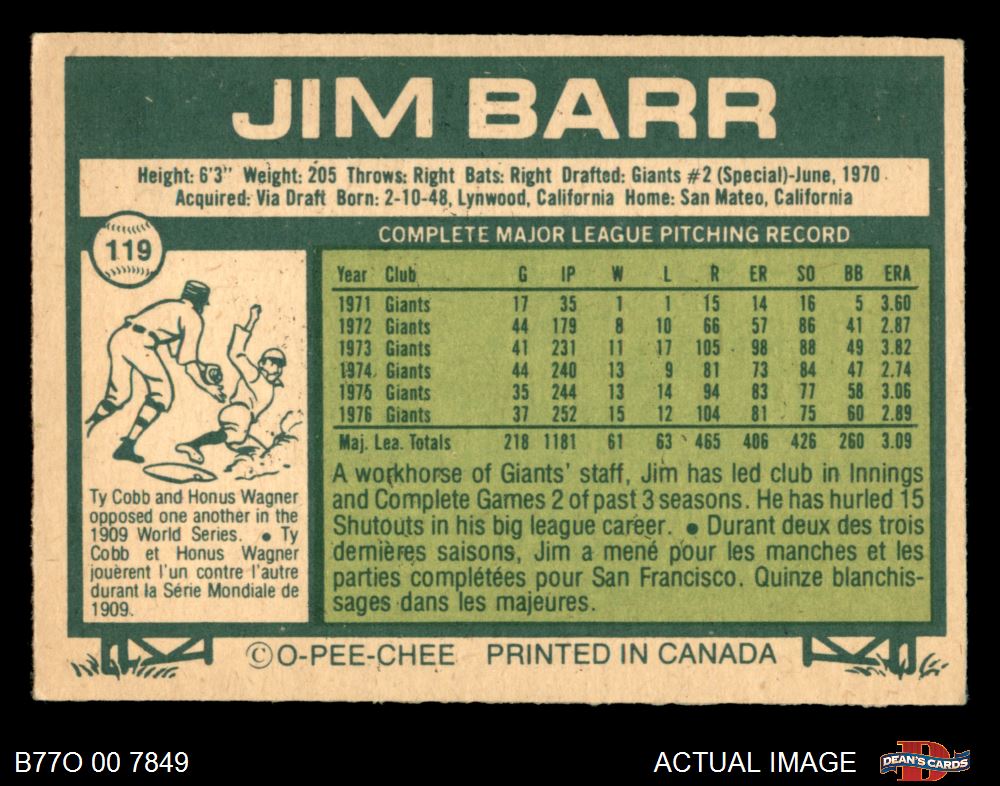 JIM BARR
Height: 6'3" Weight: 205 Throws: Right Bats: Right Drafted: Giants #2 (Special)-June, 1970
Acquired: Via Draft Born: 2-10-48, Lynwood, California Home: San Mateo, California
119
COMPLETE MAJOR LEAGUE PITCHING RECORD
Year Club G IP W L R ER SO BB ERA
1971 Giants 17 35 1 1 15 14 16 5 3.60
1972 Giants 44 179 8 10 66 57 86 41 2.87
1973 Giants 41 231 11 17 105 98 88 49 3.82
1974 Giants 44 240 13 9 81 73 84 47 2.74
1975 Giants 35 244 13 14 94 83 77 58 3.06
1976 Giants 37 252 15 12 104 81 75 60 2.89
Maj. Lea. Totals 218 1181 61 63 465 406 426 260 3.09
A workhorse of Giants' staff, Jim has led club in Innings
and Complete Games 2 of past 3 seasons. He has hurled 15
Shutouts in his big league career. • Durant deux des trois
dernières saisons, Jim a mené pour les manches et les
parties complétées pour San Francisco. Quinze blanchis-
sages dans les majeures.
Ty Cobb and Honus Wagner
opposed one another in the
1909 World Series. • Ty
Cobb et Honus Wagner
jouèrent l'un contre l'autre
durant la Série Mondiale de
1909.
©O-PEE-CHEE PRINTED IN CANADA
B77O 00 7849
ACTUAL IMAGE
D
DEAN'S CARDS